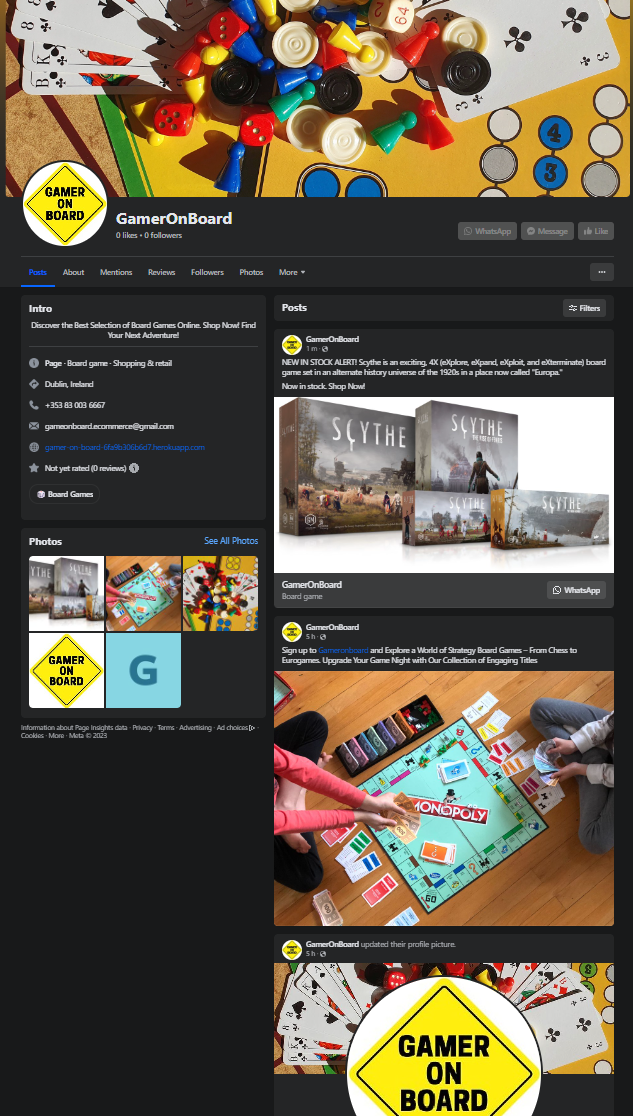 64
4
3
GAMER
ON
BOARD
GamerOnBoard
0 likes • 0 followers
WhatsApp
Message
Like
Posts
About
Mentions
Reviews
Followers
Photos
More
Intro
Discover the Best Selection of Board Games Online. Shop Now! Find
Your Next Adventure!
Page · Board game · Shopping & retail
Dublin, Ireland
+353 83 003 6667
gameonboard.ecommerce@gmail.com
Not yet rated (0 reviews)
Board Games
Photos
See All Photos
GAMER
ON
BOARD
G
Information about Page Insights data · Privacy · Terms · Advertising · Ad choices ·
Cookies · More · Meta © 2023
Posts
Filters
GamerOnBoard
1 m
NEW IN STOCK ALERT! Scythe is an exciting, 4X (eXplore, eXpand, eXploit, and eXterminate) board
game set in an alternate history universe of the 1920s in a place now called "Europa."
Now in stock. Shop Now!
SCYTHE
SCYTHE
THE RISE OF FENRIS
SCYTHE
SCYTHE
GamerOnBoard
Board game
WhatsApp
GamerOnBoard
5 h
Sign up to Gameronboard and Explore a World of Strategy Board Games – From Chess to
Eurogames. Upgrade Your Game Night with Our Collection of Engaging Titles
MONOPOLY
GO
GamerOnBoard updated their profile picture.
5 h
GAMER
ON
BOARD